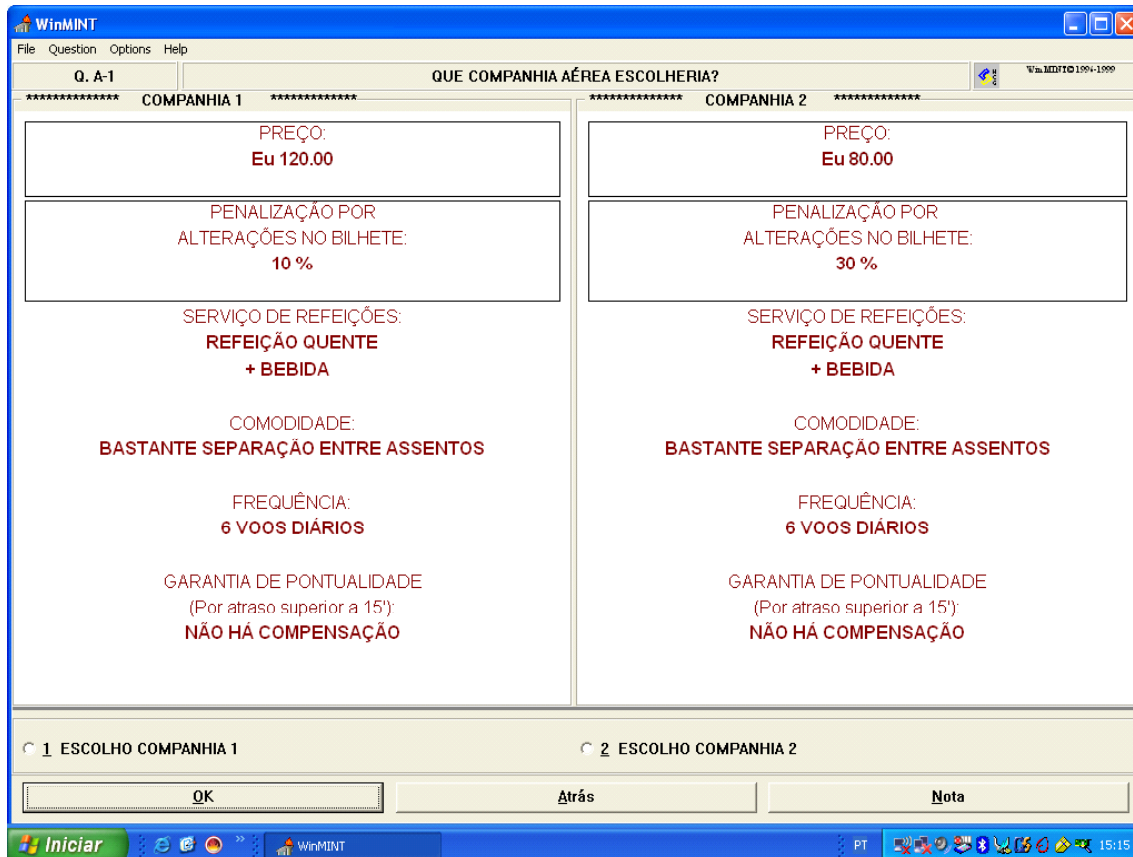 WinMINT
File Question Options Help
Q. A-1
QUE COMPANHIA AÉREA ESCOLHERIA?
Win MINT© 1994-1999
************** COMPANHIA 1 *************
PREÇO:
Eu 120.00
PENALIZAÇÃO POR
ALTERAÇÕES NO BILHETE:
10 %
SERVIÇO DE REFEIÇÕES:
REFEIÇÃO QUENTE
+ BEBIDA
COMODIDADE:
BASTANTE SEPARAÇÃO ENTRE ASSENTOS
FREQUÊNCIA:
6 VOOS DIÁRIOS
GARANTIA DE PONTUALIDADE
(Por atraso superior a 15'):
NÃO HÁ COMPENSAÇÃO
************** COMPANHIA 2 *************
PREÇO:
Eu 80.00
PENALIZAÇÃO POR
ALTERAÇÕES NO BILHETE:
30 %
SERVIÇO DE REFEIÇÕES:
REFEIÇÃO QUENTE
+ BEBIDA
COMODIDADE:
BASTANTE SEPARAÇÃO ENTRE ASSENTOS
FREQUÊNCIA:
6 VOOS DIÁRIOS
GARANTIA DE PONTUALIDADE
(Por atraso superior a 15'):
NÃO HÁ COMPENSAÇÃO
1 ESCOLHO COMPANHIA 1
2 ESCOLHO COMPANHIA 2
OK
Atrás
Nota
Iniciar
WinMINT
PT
15:15